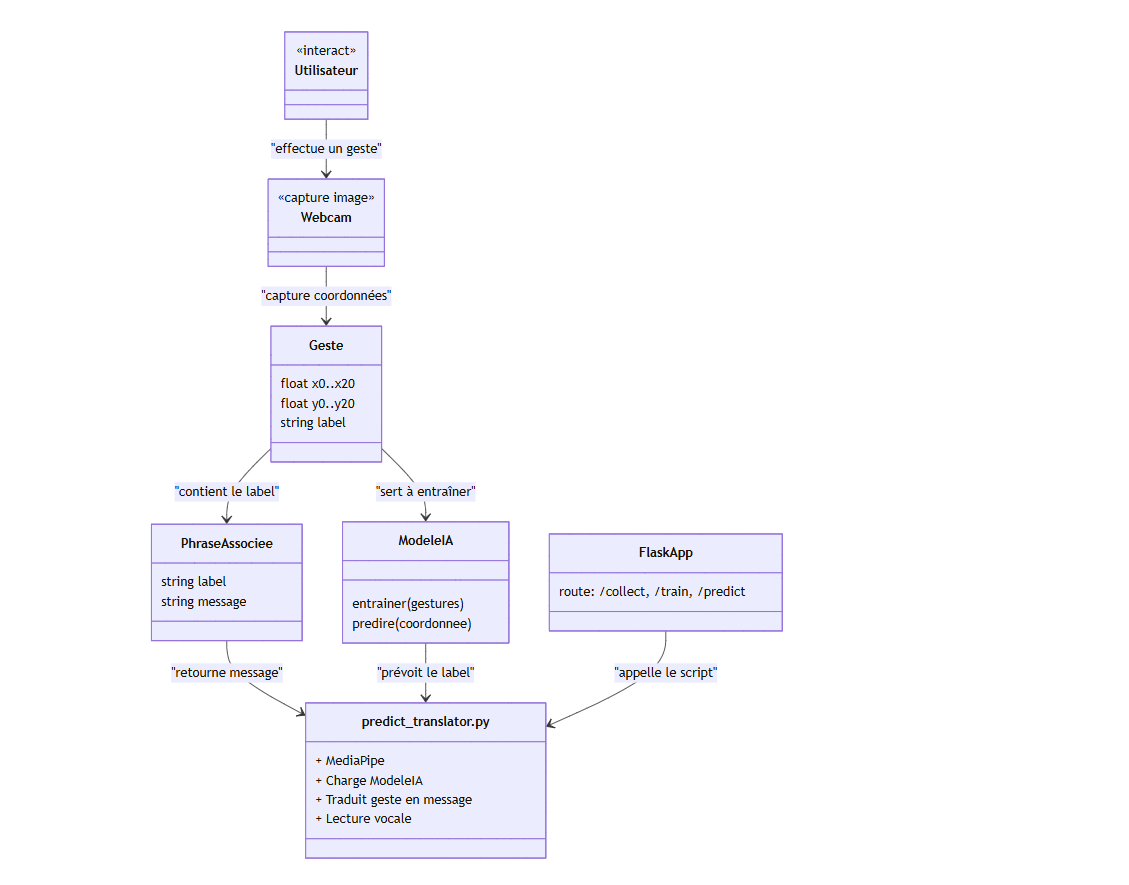 «interact»
Utilisateur
"effectue un geste"
«capture image»
Webcam
"capture coordonnées"
Geste
float x0..x20
float y0..y20
string label
"contient le label"
"sert à entraîner"
PhraseAssociee
string label
string message
ModeleIA
entrainer(gestures)
predire(coordonnee)
FlaskApp
route: /collect, /train, /predict
"retourne message"
"prévoit le label"
"appelle le script"
predict_translator.py
+ MediaPipe
+ Charge ModeleIA
+ Traduit geste en message
+ Lecture vocale